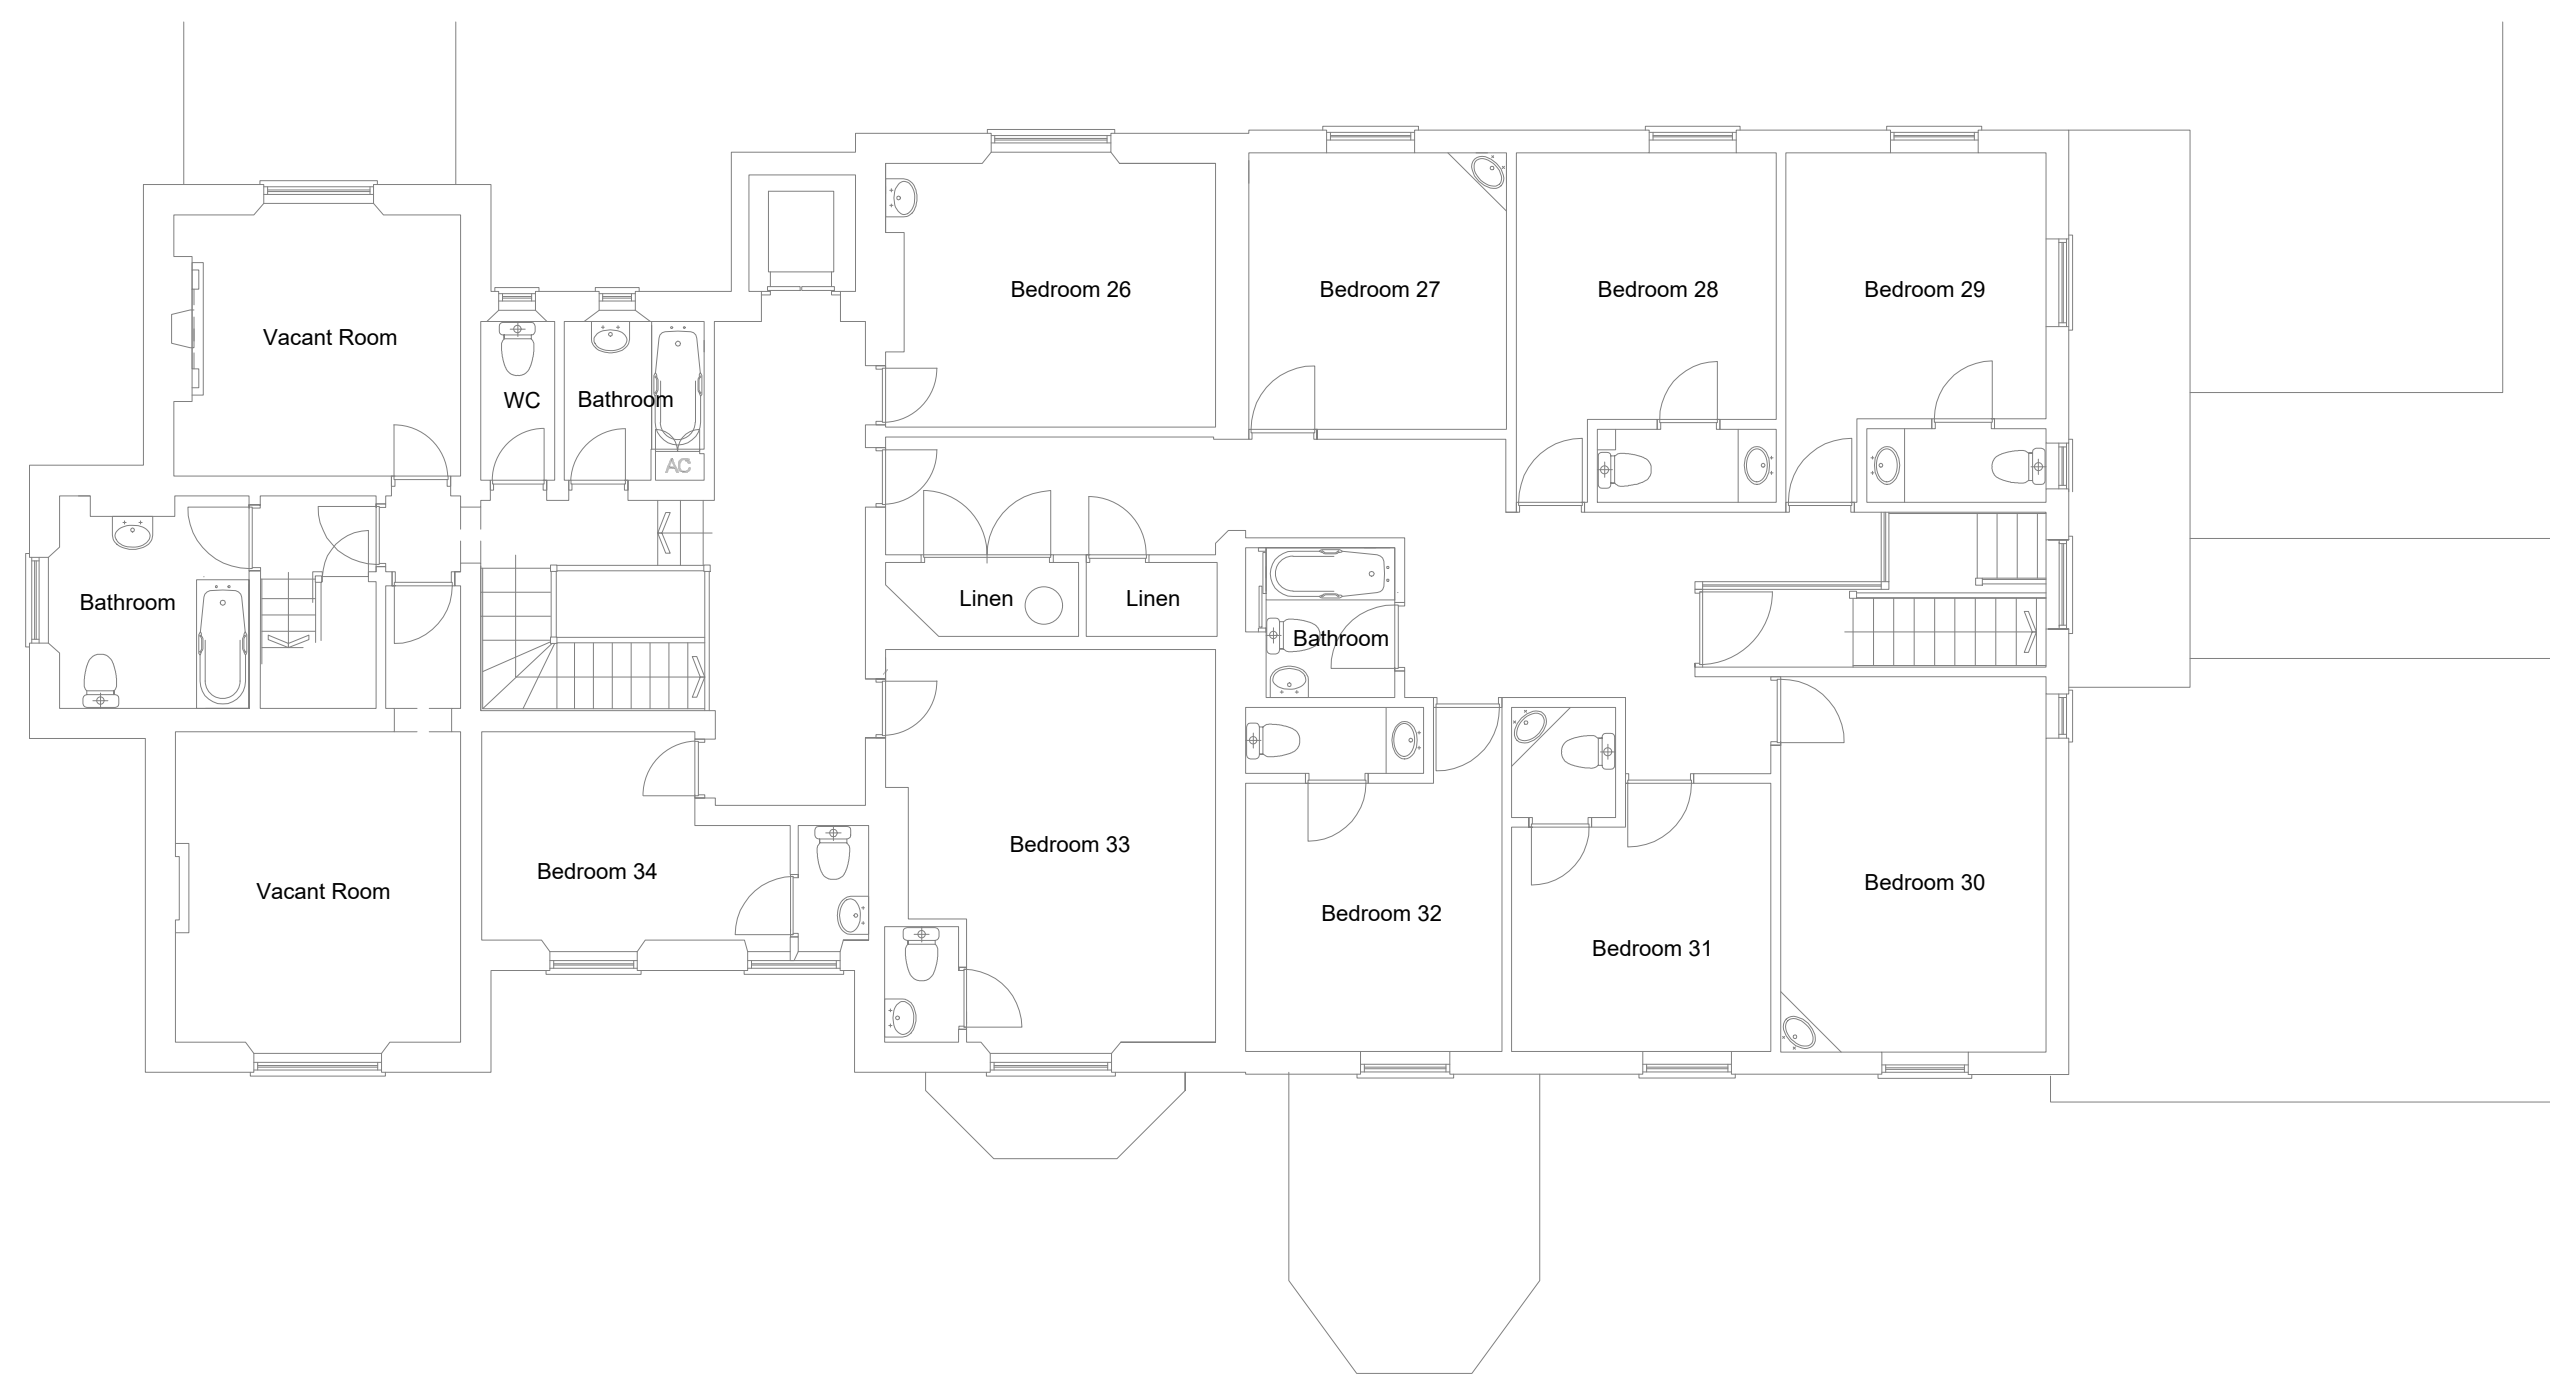 Bedroom 26
Bedroom 27
Bedroom 28
Bedroom 29
Vacant Room
WC
Bathroom
AC
Bathroom
Linen
Linen
Bathroom
Vacant Room
Bedroom 34
Bedroom 33
Bedroom 32
Bedroom 31
Bedroom 30